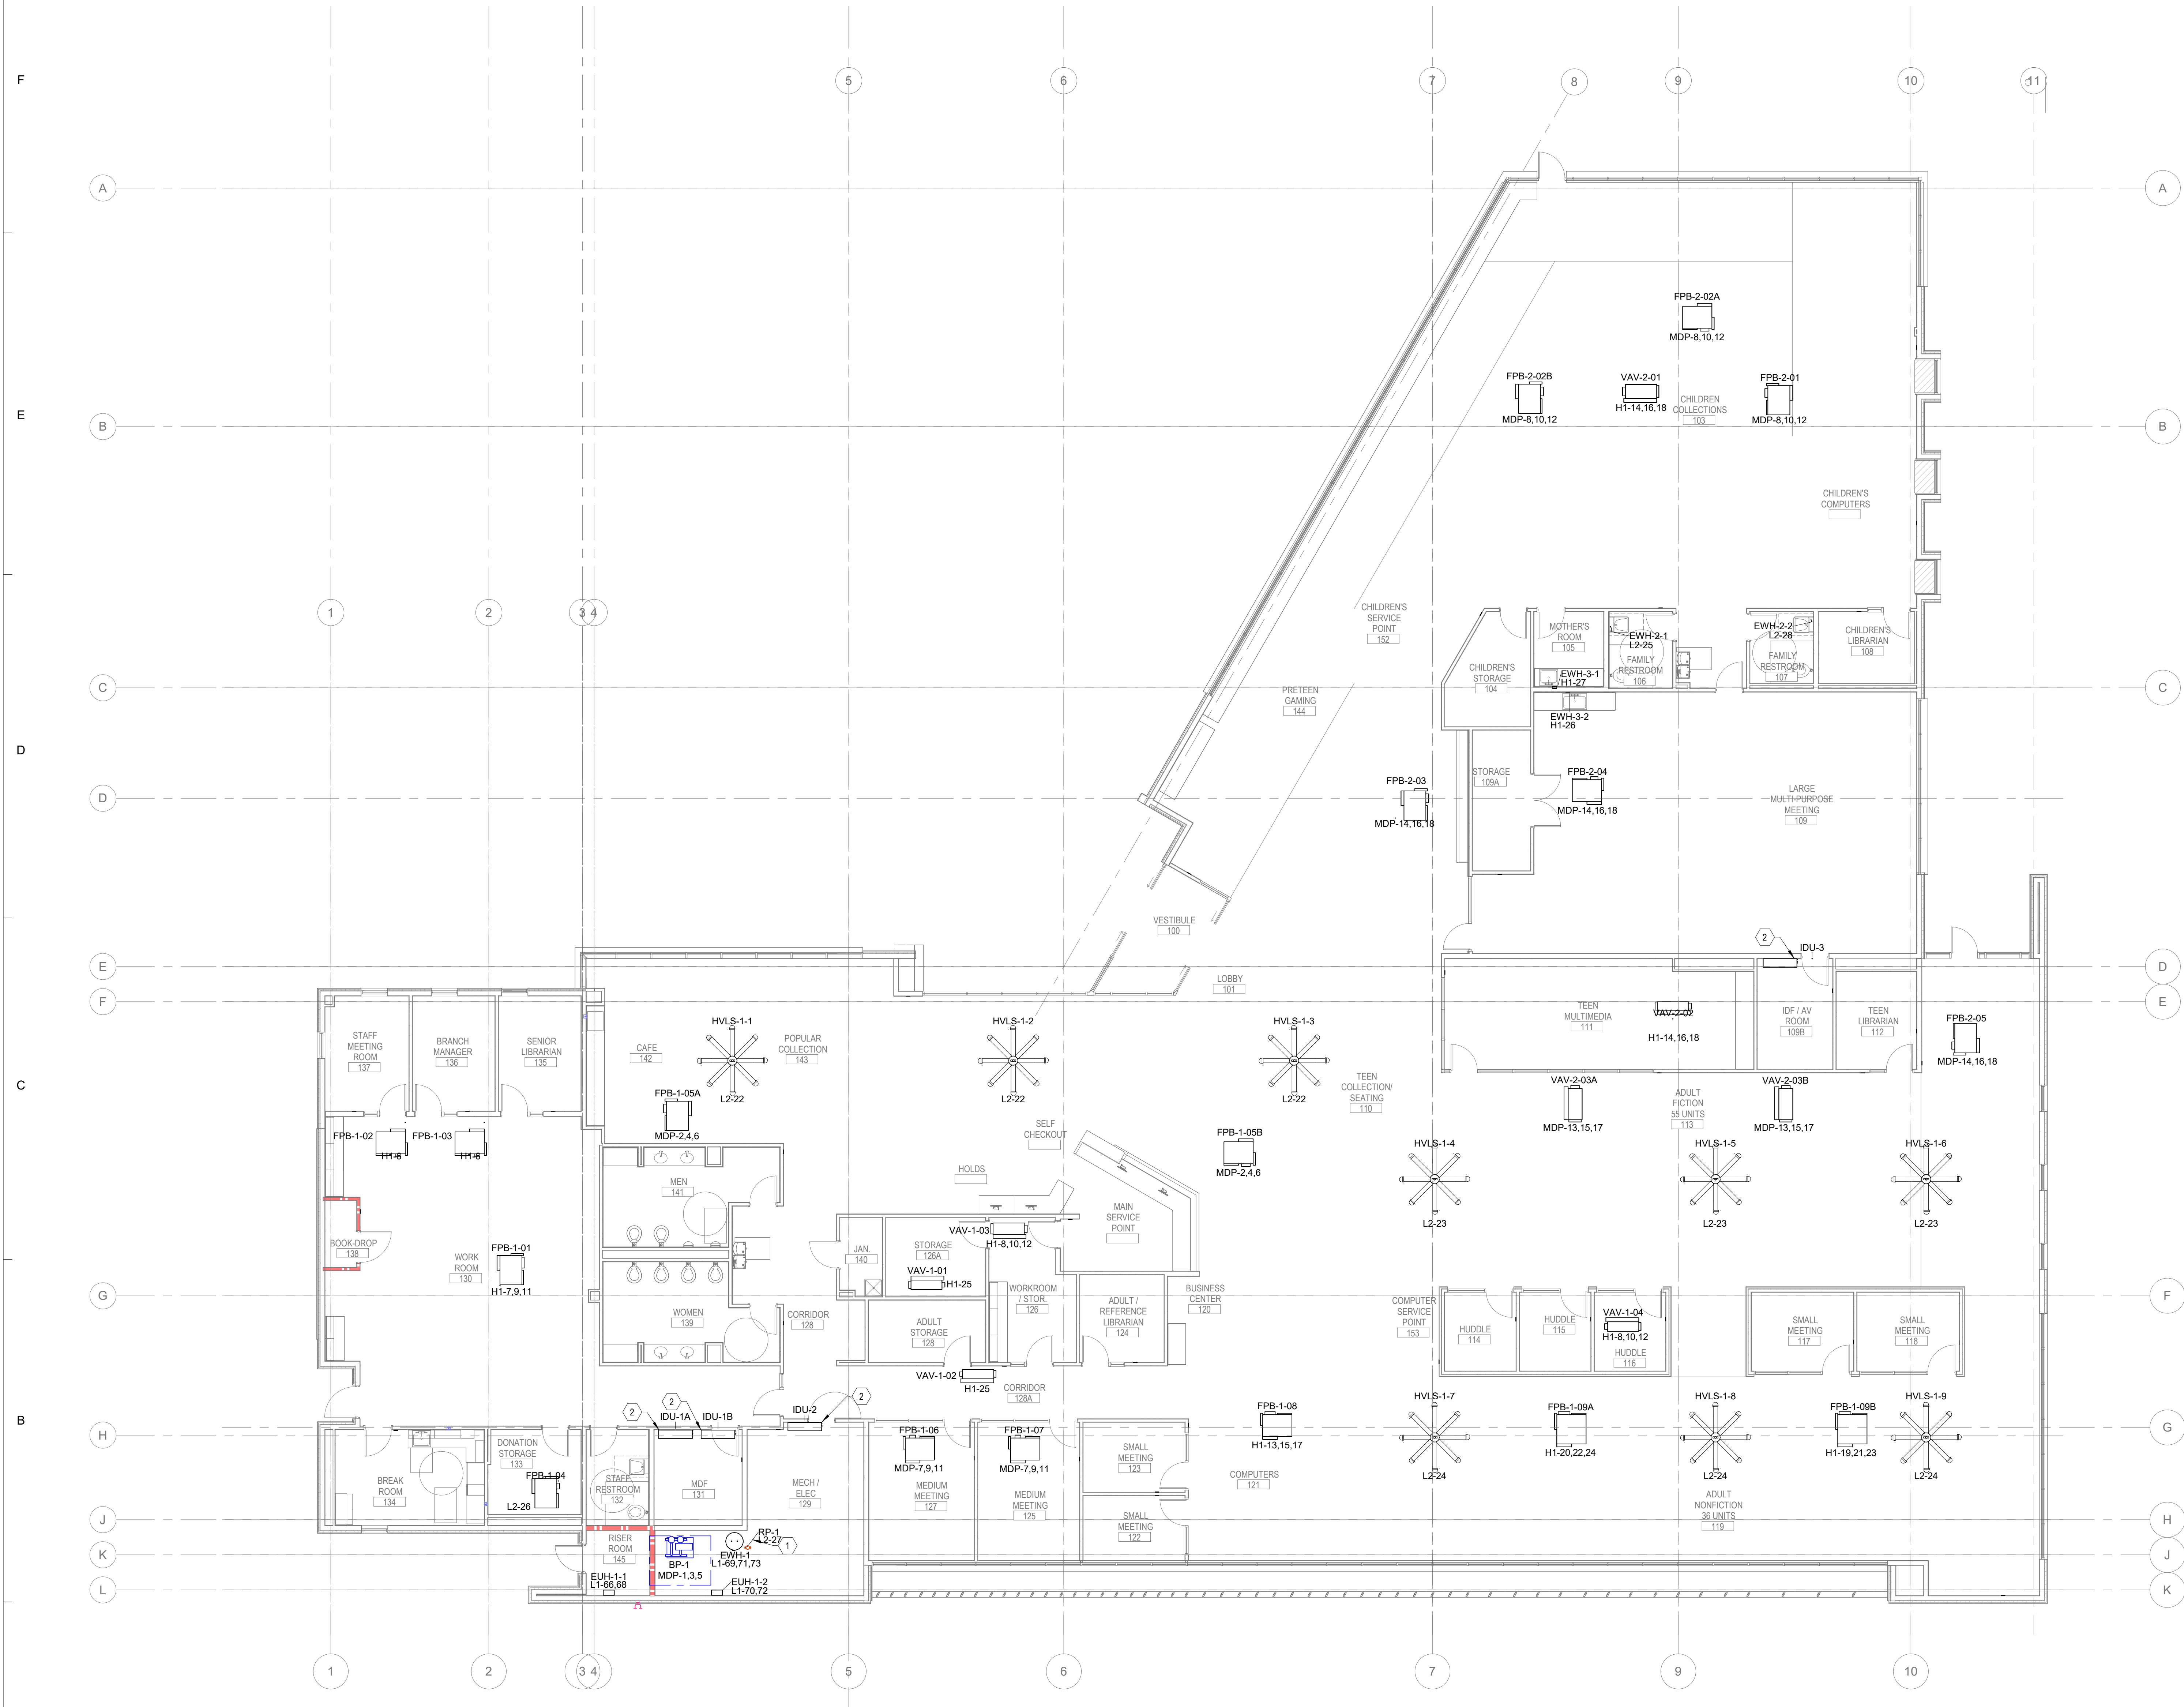 F
5
6
7
8
9
10
11
A
A
FPB-2-02A
MDP-8,10,12
FPB-2-02B
MDP-8,10,12
VAV-2-01
H1-14,16,18
FPB-2-01
MDP-8,10,12
E
CHILDREN
COLLECTIONS
103
B
B
CHILDREN'S
COMPUTERS
1
2
3
4
CHILDREN'S
SERVICE
POINT
152
MOTHER'S
ROOM
105
EWH-2-1
L2-25
FAMILY
RESTROOM
106
EWH-2-2
L2-28
FAMILY
RESTROOM
107
CHILDREN'S
LIBRARIAN
108
CHILDREN'S
STORAGE
104
EWH-3-1
H1-27
C
C
PRETEEN
GAMING
144
EWH-3-2
H1-26
D
FPB-2-03
MDP-14,16,18
STORAGE
109A
FPB-2-04
MDP-14,16,18
LARGE
MULTI-PURPOSE
MEETING
109
D
VESTIBULE
100
2
IDU-3
E
D
LOBBY
101
F
E
STAFF
MEETING
ROOM
137
BRANCH
MANAGER
136
SENIOR
LIBRARIAN
135
CAFE
142
HVLS-1-1
L2-22
POPULAR
COLLECTION
143
HVLS-1-2
L2-22
HVLS-1-3
L2-22
TEEN
MULTIMEDIA
111
VAV-2-02
H1-14,16,18
IDF / AV
ROOM
109B
TEEN
LIBRARIAN
112
FPB-2-05
MDP-14,16,18
C
TEEN
COLLECTION/
SEATING
110
FPB-1-05A
MDP-2,4,6
VAV-2-03A
MDP-13,15,17
ADULT
FICTION
55 UNITS
113
VAV-2-03B
MDP-13,15,17
FPB-1-02
H1-6
FPB-1-03
H1-6
SELF
CHECKOUT
FPB-1-05B
MDP-2,4,6
HVLS-1-4
L2-23
HVLS-1-5
L2-23
HVLS-1-6
L2-23
MEN
141
HOLDS
MAIN
SERVICE
POINT
BOOK-DROP
138
WORK
ROOM
130
FPB-1-01
H1-7,9,11
JAN.
140
STORAGE
126A
VAV-1-03
H1-8,10,12
VAV-1-01
H1-25
WORKROOM
/ STOR.
126
ADULT /
REFERENCE
LIBRARIAN
124
BUSINESS
CENTER
120
G
F
WOMEN
139
CORRIDOR
128
ADULT
STORAGE
128
COMPUTER
SERVICE
POINT
153
HUDDLE
114
HUDDLE
115
VAV-1-04
H1-8,10,12
HUDDLE
116
SMALL
MEETING
117
SMALL
MEETING
118
VAV-1-02
H1-25
CORRIDOR
128A
B
2
IDU-1A
2
IDU-1B
IDU-2
2
H
G
FPB-1-06
MDP-7,9,11
FPB-1-07
MDP-7,9,11
FPB-1-08
H1-13,15,17
HVLS-1-7
L2-24
FPB-1-09A
H1-20,22,24
HVLS-1-8
L2-24
FPB-1-09B
H1-19,21,23
HVLS-1-9
L2-24
BREAK
ROOM
134
DONATION
STORAGE
133
FPB-1-04
L2-26
STAFF
RESTROOM
132
MDF
131
MECH /
ELEC
129
MEDIUM
MEETING
127
MEDIUM
MEETING
125
SMALL
MEETING
123
SMALL
MEETING
122
COMPUTERS
121
ADULT
NONFICTION
36 UNITS
119
J
H
RISER
ROOM
145
BP-1
MDP-1,3,5
EWH-1
L1-69,71,73
RP-1
L2-27
1
K
J
EUH-1-1
L1-66,68
EUH-1-2
L1-70,72
L
K
1
2
3
4
5
6
7
9
10